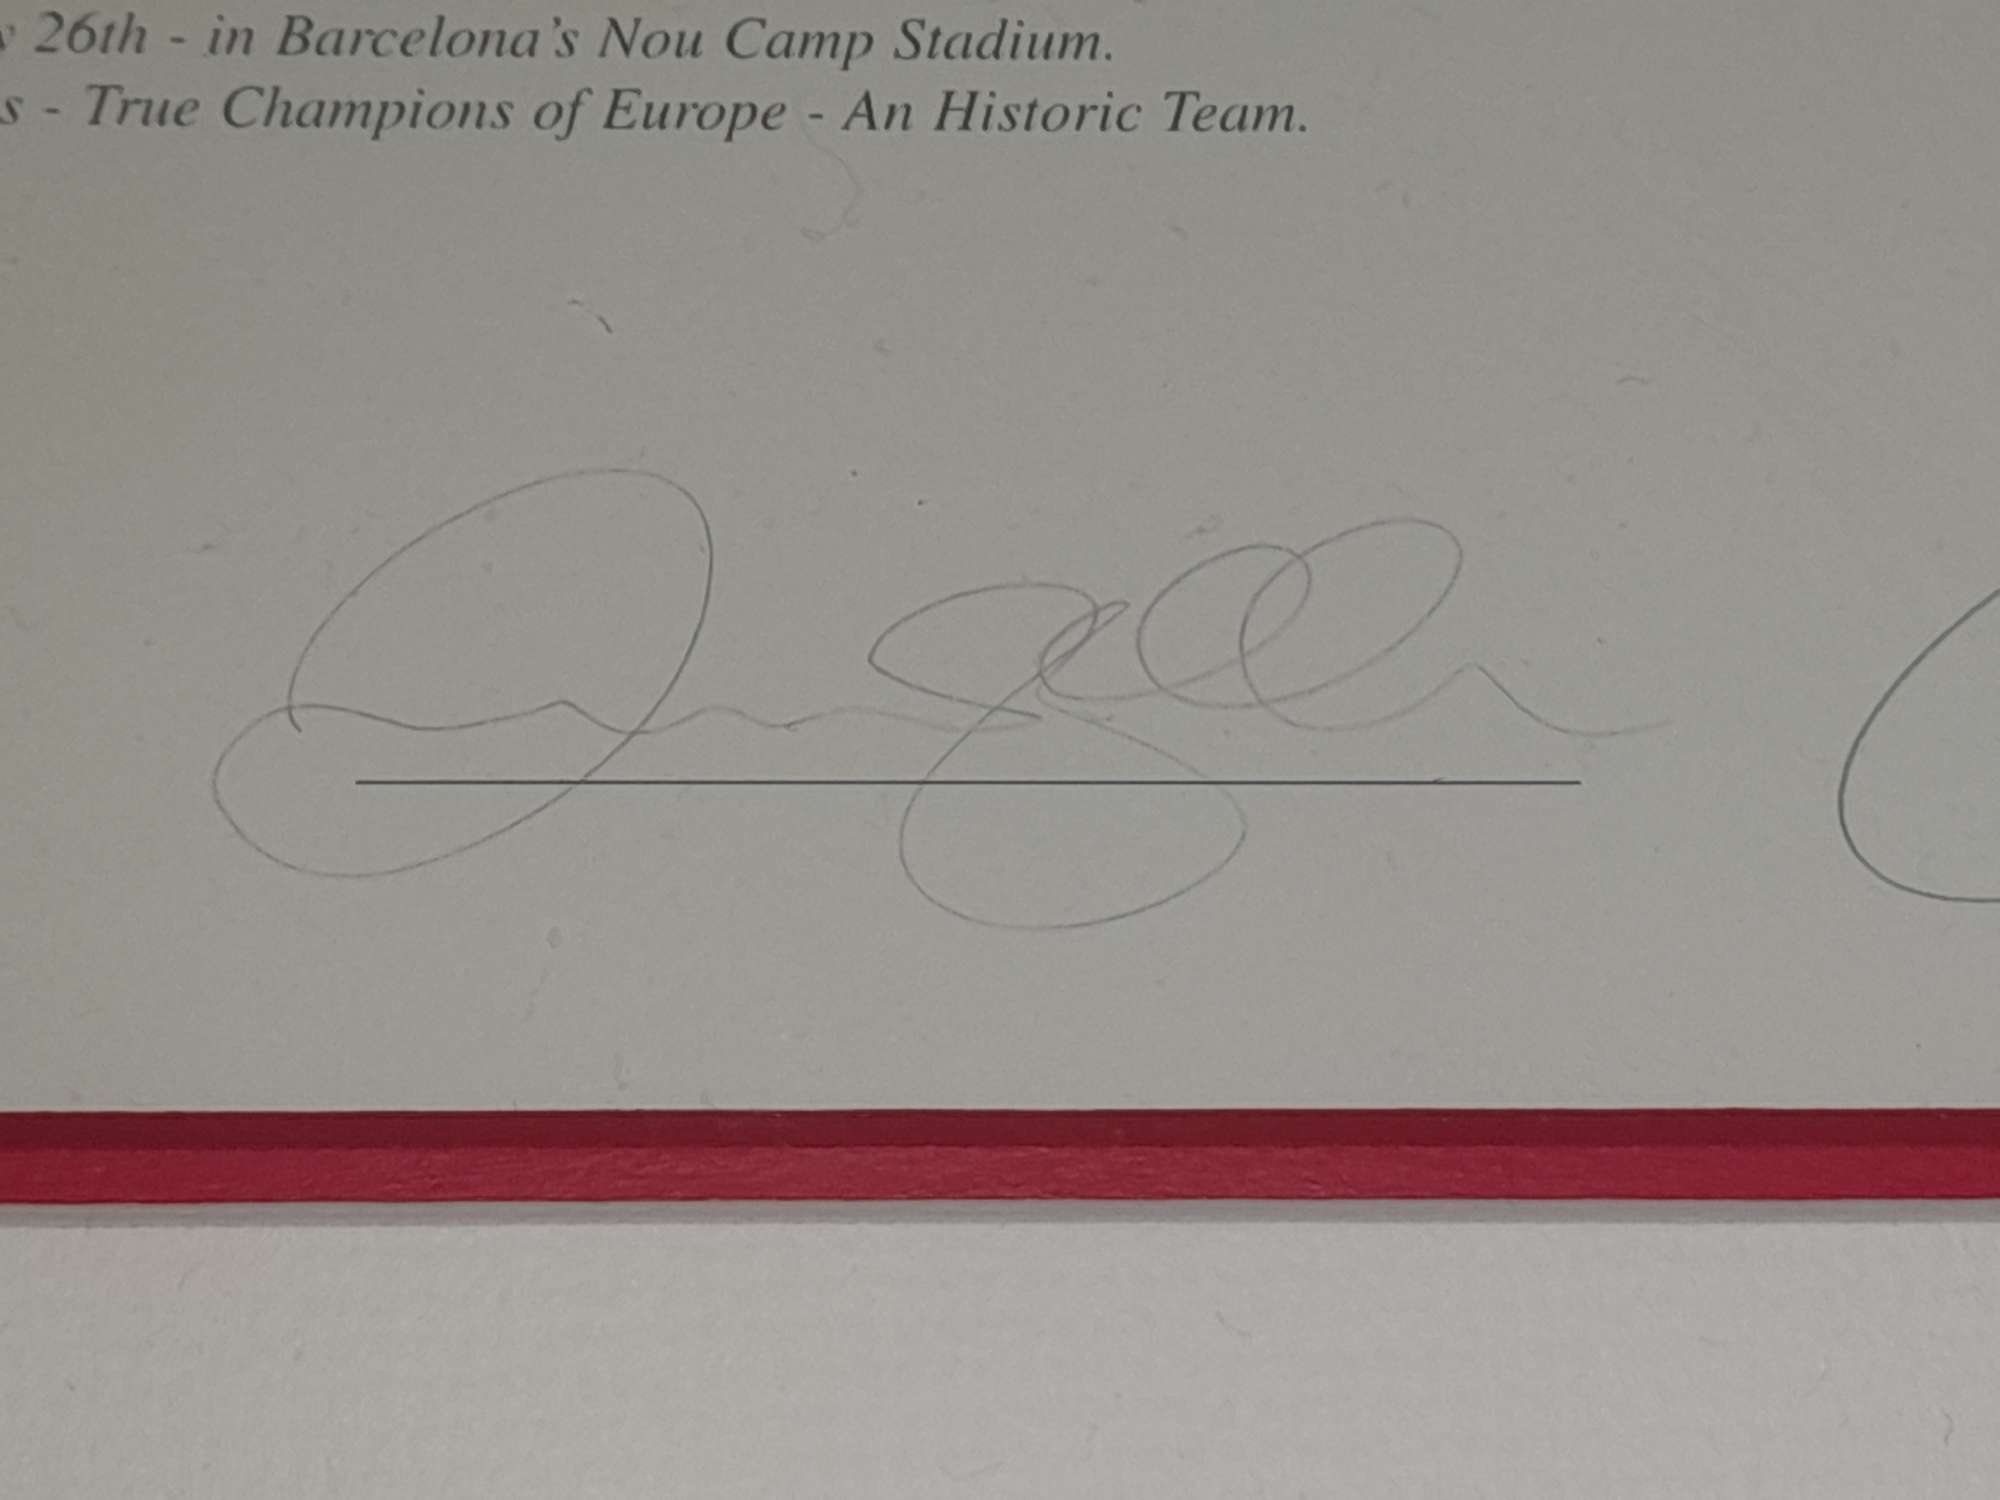 26th - in Barcelona's Nou Camp Stadium.
s - True Champions of Europe - An Historic Team.